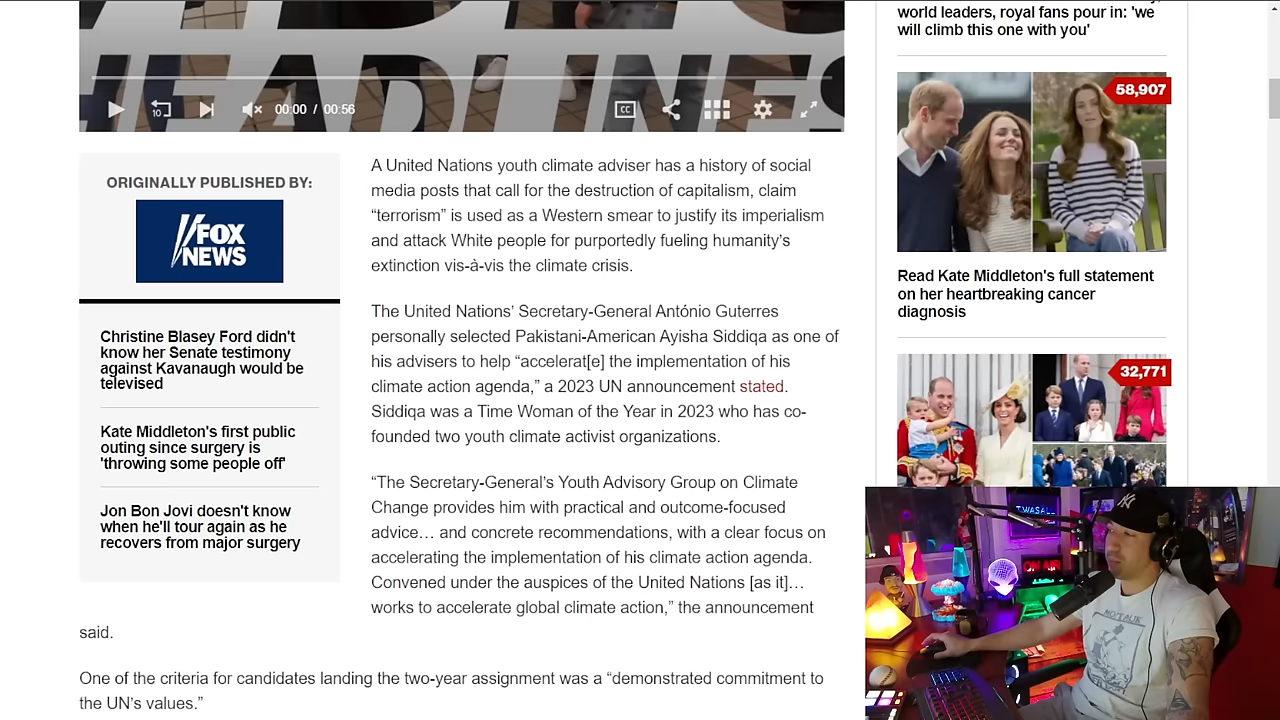 HEADLINES
10
00:00 / 00:56
CC
ORIGINALLY PUBLISHED BY:
FOX
NEWS
Christine Blasey Ford didn't
know her Senate testimony
against Kavanaugh would be
televised
Kate Middleton's first public
outing since surgery is
'throwing some people off'
Jon Bon Jovi doesn't know
when he'll tour again as he
recovers from major surgery
A United Nations youth climate adviser has a history of social
media posts that call for the destruction of capitalism, claim
“terrorism” is used as a Western smear to justify its imperialism
and attack White people for purportedly fueling humanity’s
extinction vis-à-vis the climate crisis.
The United Nations’ Secretary-General António Guterres
personally selected Pakistani-American Ayisha Siddiqa as one of
his advisers to help “accelerat[e] the implementation of his
climate action agenda,” a 2023 UN announcement stated.
Siddiqa was a Time Woman of the Year in 2023 who has co-
founded two youth climate activist organizations.
“The Secretary-General’s Youth Advisory Group on Climate
Change provides him with practical and outcome-focused
advice… and concrete recommendations, with a clear focus on
accelerating the implementation of his climate action agenda.
Convened under the auspices of the United Nations [as it]…
works to accelerate global climate action,” the announcement
said.
One of the criteria for candidates landing the two-year assignment was a “demonstrated commitment to
the UN’s values.”
world leaders, royal fans pour in: 'we
will climb this one with you'
58,907
Read Kate Middleton's full statement
on her heartbreaking cancer
diagnosis
32,771
ON AIR
MONTAUK